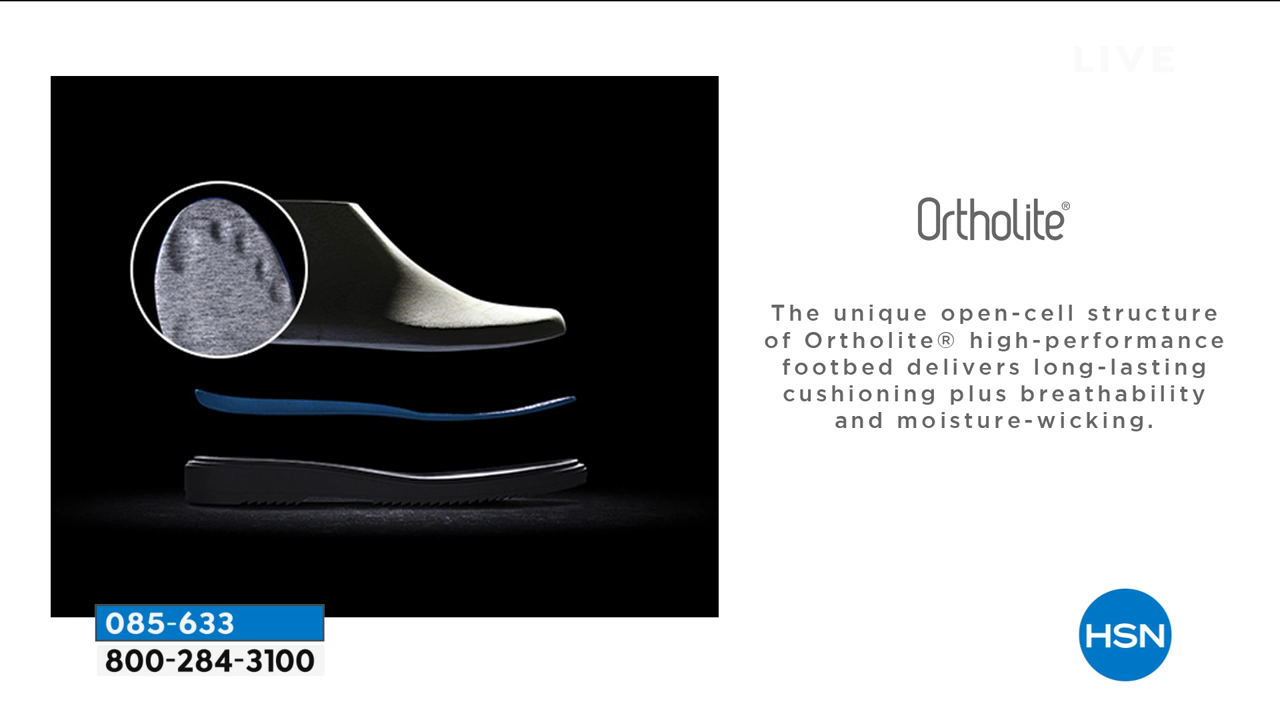 LIVE
Ortholite®
The unique open-cell structure
of Ortholite® high-performance
footbed delivers long-lasting
cushioning plus breathability
and moisture-wicking.
085-633
800-284-3100
HSN